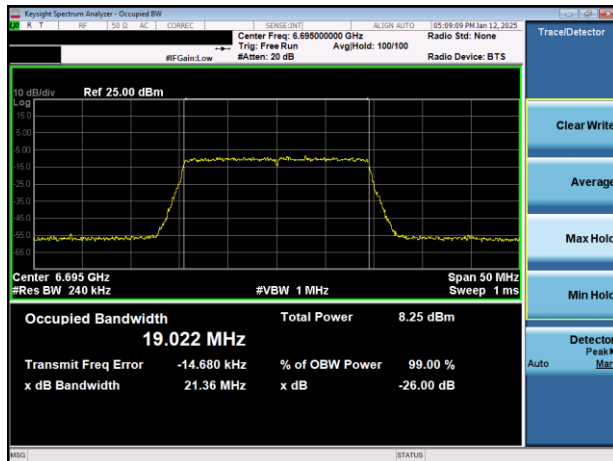 Keysight Spectrum Analyzer - Occupied BW
R T RF 50 Ω AC CORREC SENSE:INT ALIGN AUTO 05:09:09 PM Jan 12, 2025
Center Freq: 6.695000000 GHz Radio Std: None
Trig: Free Run Avg|Hold: 100/100
#IFGain:Low #Atten: 20 dB Radio Device: BTS
Trace/Detector
10 dB/div Ref 25.00 dBm
Log
15.0
5.00
-5.00
-15.0
-25.0
-35.0
-45.0
-55.0
-65.0
Center 6.695 GHz Span 50 MHz
#Res BW 240 kHz #VBW 1 MHz Sweep 1 ms
Occupied Bandwidth Total Power 8.25 dBm
19.022 MHz
Transmit Freq Error -14.680 kHz % of OBW Power 99.00 %
x dB Bandwidth 21.36 MHz x dB -26.00 dB
Clear Write
Average
Max Hold
Min Hold
Detector
Peak
Auto Man
MSG STATUS